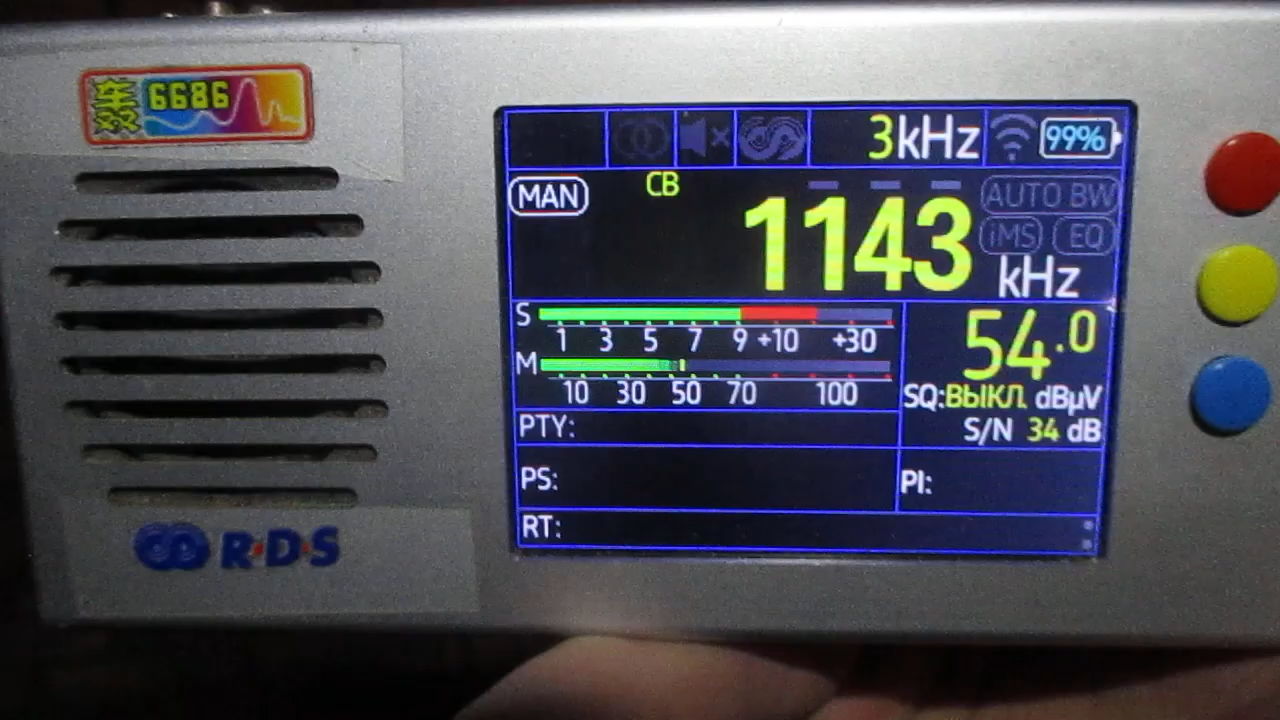 6686
3kHz
99%
MAN
CB
1143
kHz
AUTO BW
iMS
EQ
S
1 3 5 7 9 +10 +30
M
10 30 50 70 100
54.0
SQ:ВЫКЛ dBµV
S/N 34 dB
PTY:
PS:
PI:
RT:
R·D·S